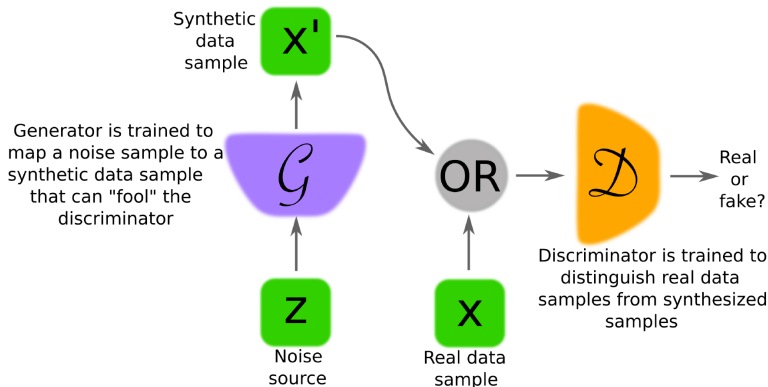 Synthetic
data
sample
x'
Generator is trained to
map a noise sample to a
synthetic data sample
that can "fool" the
discriminator
G
OR
D
Real
or
fake?
Discriminator is trained to
distinguish real data
samples from synthesized
samples
z
x
Noise
source
Real data
sample